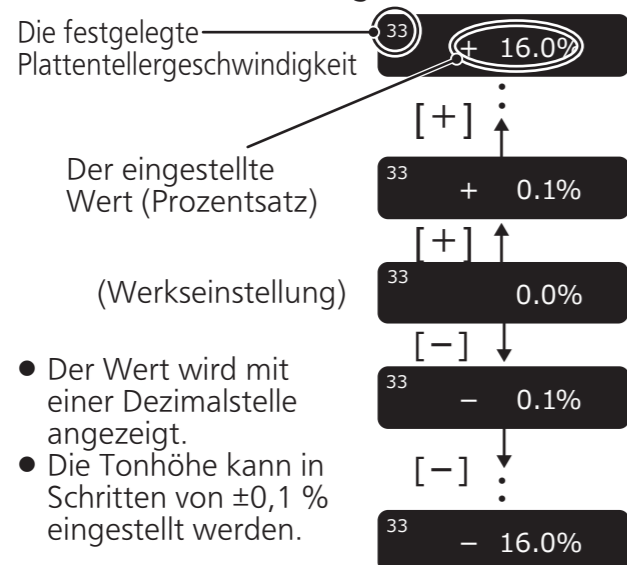 Die festgelegte
Plattentellergeschwindigkeit
33
+ 16.0%
[+]
Der eingestellte
Wert (Prozentsatz)
33
+ 0.1%
[+]
(Werkseinstellung)
33
0.0%
[−]
● Der Wert wird mit
einer Dezimalstelle
angezeigt.
33
− 0.1%
● Die Tonhöhe kann in
Schritten von ±0,1 %
eingestellt werden.
[−]
33
− 16.0%